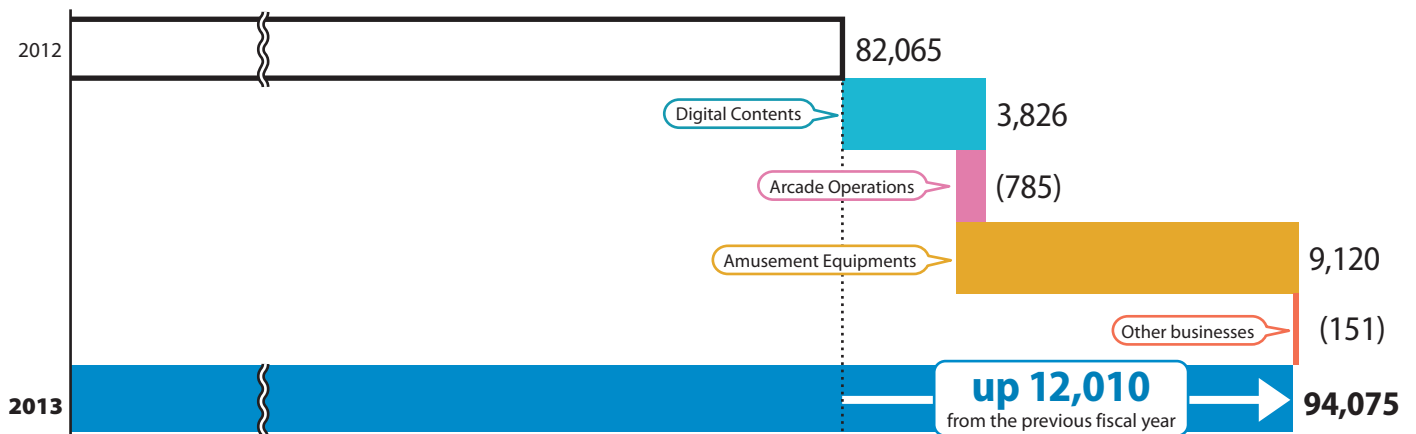 2012
82,065
Digital Contents
3,826
Arcade Operations
(785)
Amusement Equipments
9,120
Other businesses
(151)
up 12,010
from the previous fiscal year
2013
94,075